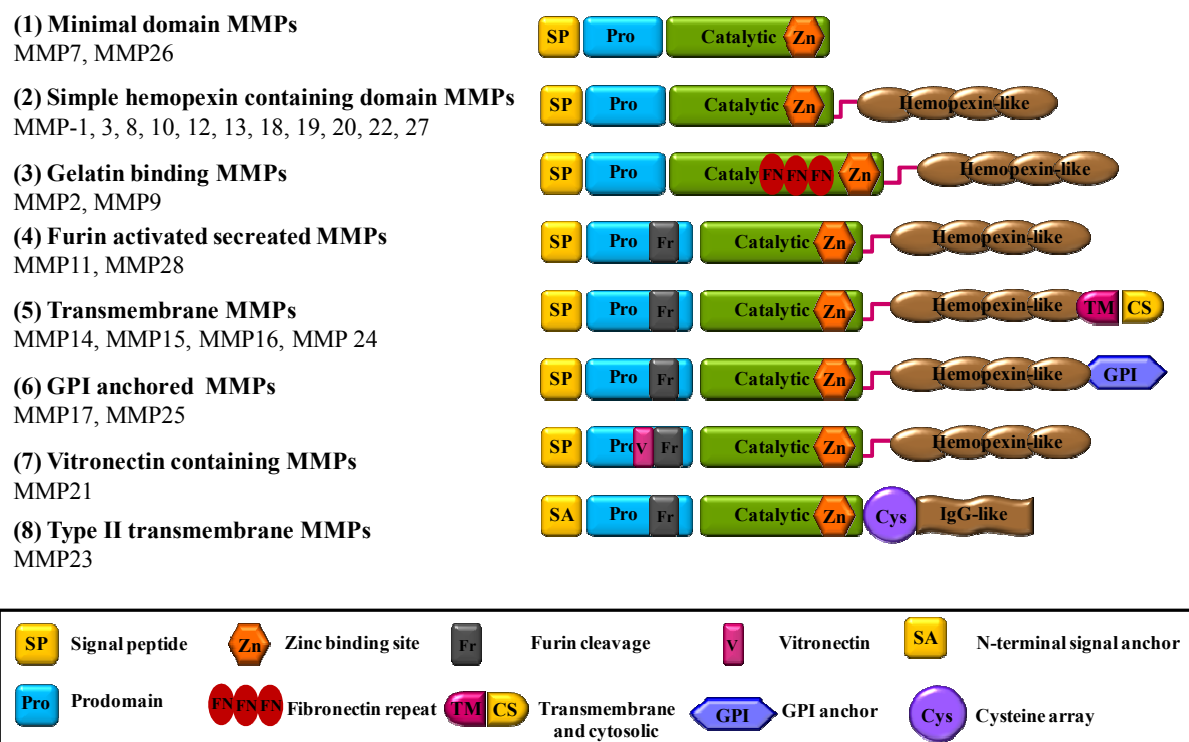 (1) Minimal domain MMPs
MMP7, MMP26
SP Pro Catalytic Zn
(2) Simple hemopexin containing domain MMPs
MMP-1, 3, 8, 10, 12, 13, 18, 19, 20, 22, 27
SP Pro Catalytic Zn Hemopexin-like
(3) Gelatin binding MMPs
MMP2, MMP9
SP Pro Cataly FN FN FN Zn Hemopexin-like
(4) Furin activated secreated MMPs
MMP11, MMP28
SP Pro Fr Catalytic Zn Hemopexin-like
(5) Transmembrane MMPs
MMP14, MMP15, MMP16, MMP 24
SP Pro Fr Catalytic Zn Hemopexin-like TM CS
(6) GPI anchored MMPs
MMP17, MMP25
SP Pro Fr Catalytic Zn Hemopexin-like GPI
(7) Vitronectin containing MMPs
MMP21
SP Pro V Fr Catalytic Zn Hemopexin-like
(8) Type II transmembrane MMPs
MMP23
SA Pro Fr Catalytic Zn Cys IgG-like
SP Signal peptide
Zn Zinc binding site
Fr Furin cleavage
V Vitronectin
SA N-terminal signal anchor
Pro Prodomain
FN FN FN Fibronectin repeat
TM CS Transmembrane
and cytosolic
GPI GPI anchor
Cys Cysteine array